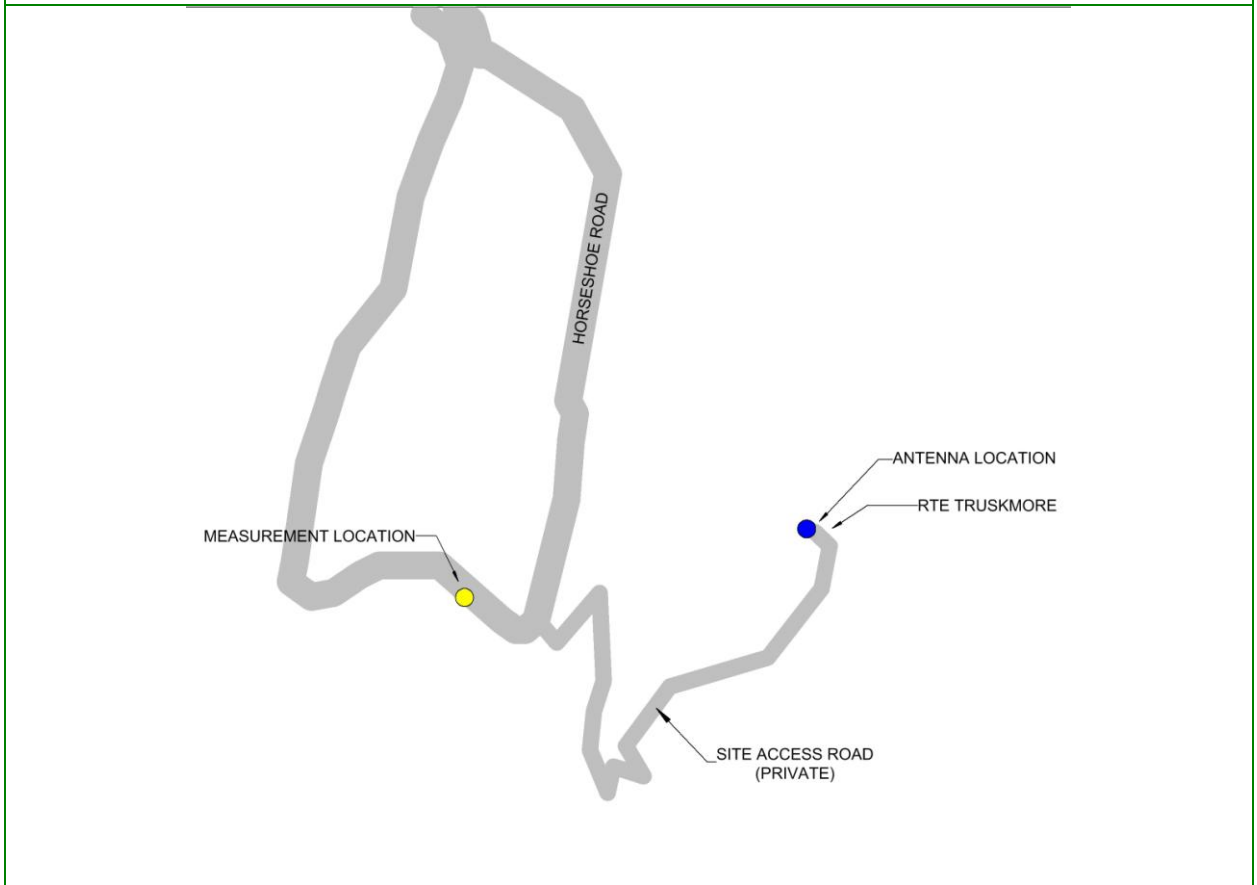 HORSESHOE ROAD
ANTENNA LOCATION
RTE TRUSKMORE
MEASUREMENT LOCATION
SITE ACCESS ROAD
(PRIVATE)